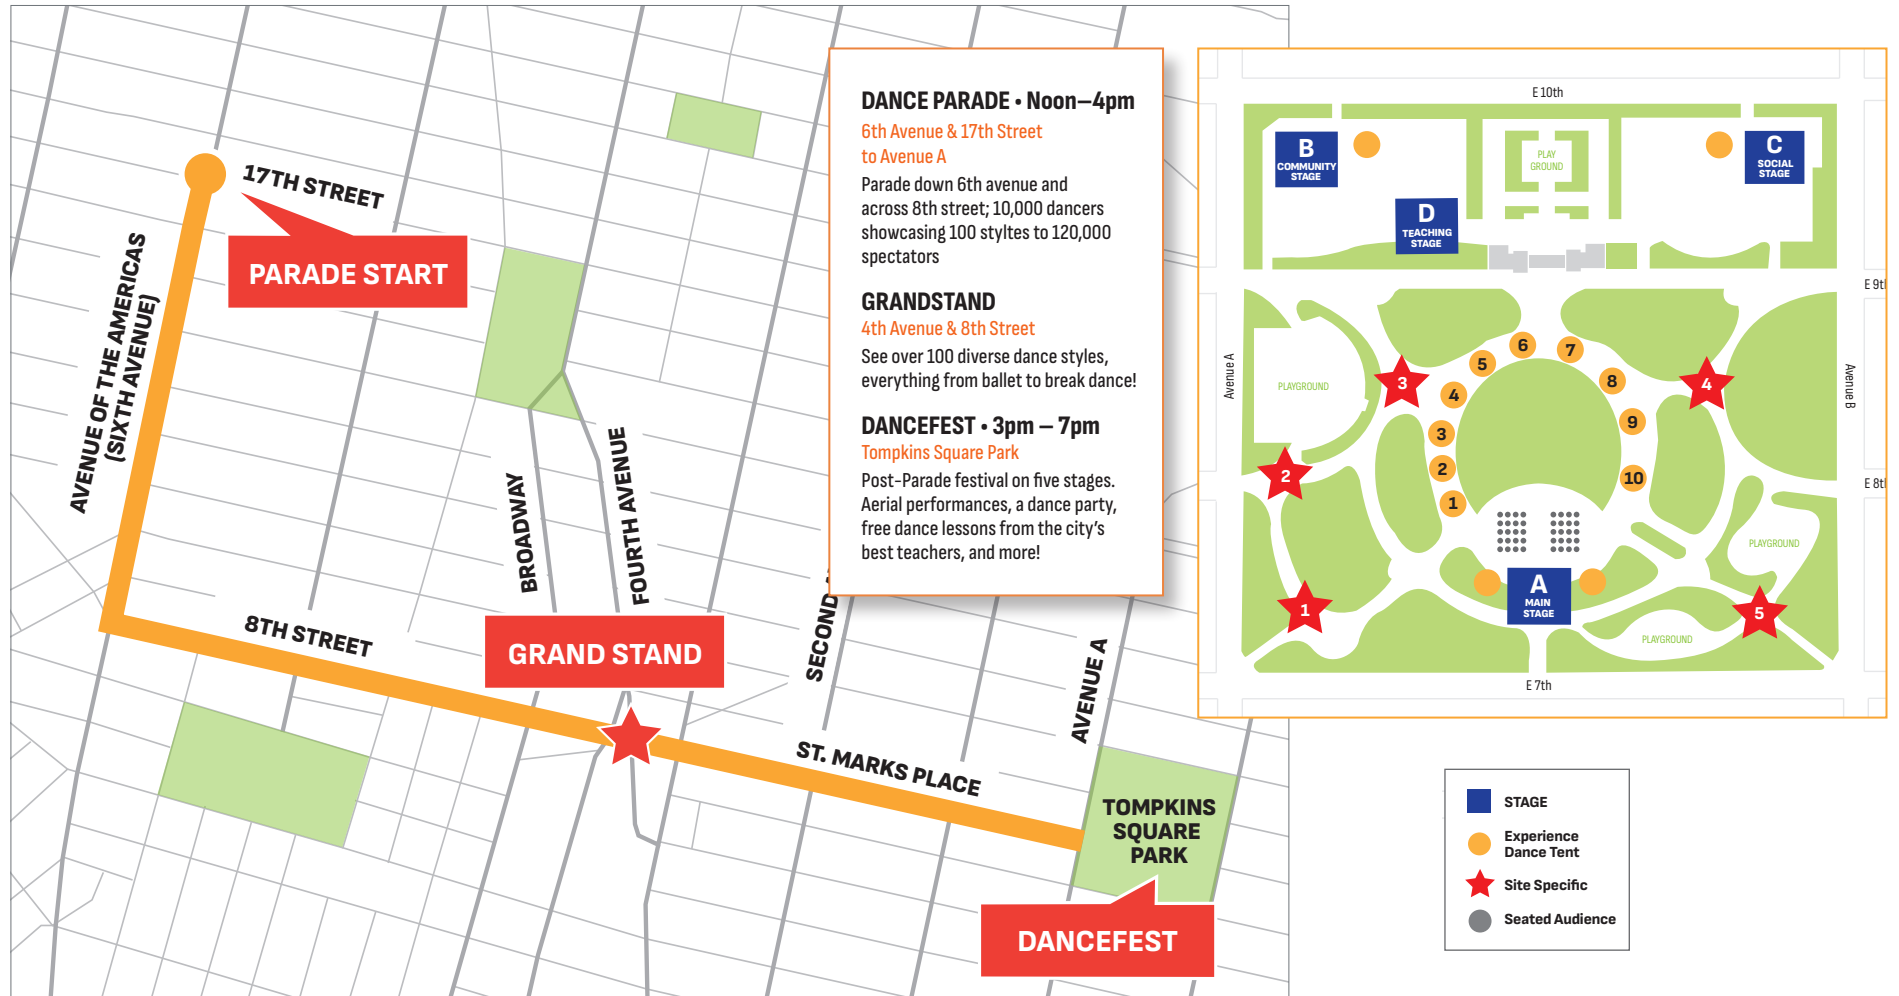 17TH STREET
PARADE START
AVENUE OF THE AMERICAS
(SIXTH AVENUE)
BROADWAY
FOURTH AVENUE
8TH STREET
GRAND STAND
SECOND
ST. MARKS PLACE
AVENUE A
TOMPKINS
SQUARE
PARK
DANCEFEST
DANCE PARADE • Noon–4pm
6th Avenue & 17th Street
to Avenue A
Parade down 6th avenue and
across 8th street; 10,000 dancers
showcasing 100 styltes to 120,000
spectators
GRANDSTAND
4th Avenue & 8th Street
See over 100 diverse dance styles,
everything from ballet to break dance!
DANCEFEST • 3pm – 7pm
Tompkins Square Park
Post-Parade festival on five stages.
Aerial performances, a dance party,
free dance lessons from the city's
best teachers, and more!
E 10th
B
COMMUNITY
STAGE
PLAY
GROUND
C
SOCIAL
STAGE
D
TEACHING
STAGE
E 9th
Avenue A
PLAYGROUND
Avenue B
3
4
6
7
5
8
4
9
3
2
10
1
2
E 8th
PLAYGROUND
A
MAIN
STAGE
1
5
PLAYGROUND
E 7th
STAGE
Experience
Dance Tent
Site Specific
Seated Audience